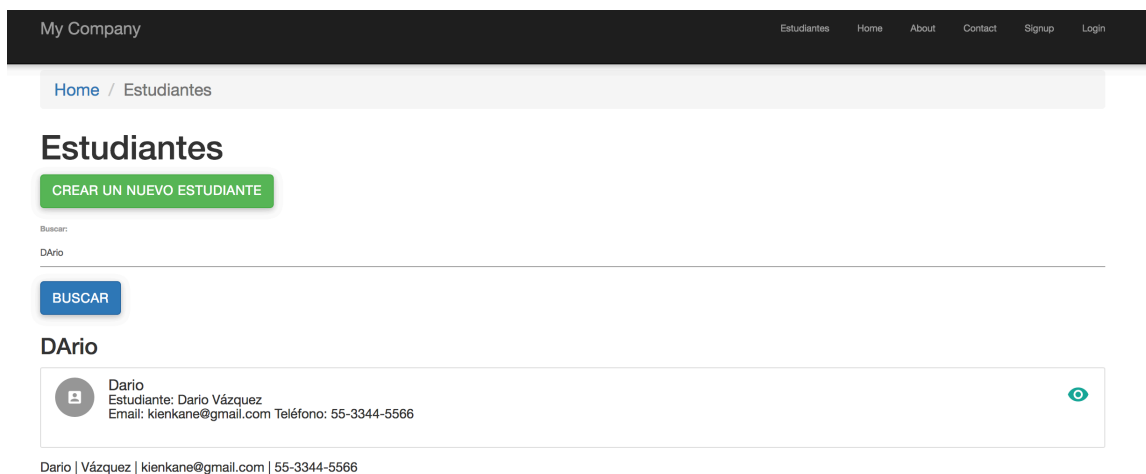 My Company Estudiantes Home About Contact Signup Login
Home / Estudiantes
Estudiantes
CREAR UN NUEVO ESTUDIANTE
Buscar:
DArio
BUSCAR
DArio
Dario
Estudiante: Dario Vázquez
Email: kienkane@gmail.com Teléfono: 55-3344-5566
Dario | Vázquez | kienkane@gmail.com | 55-3344-5566